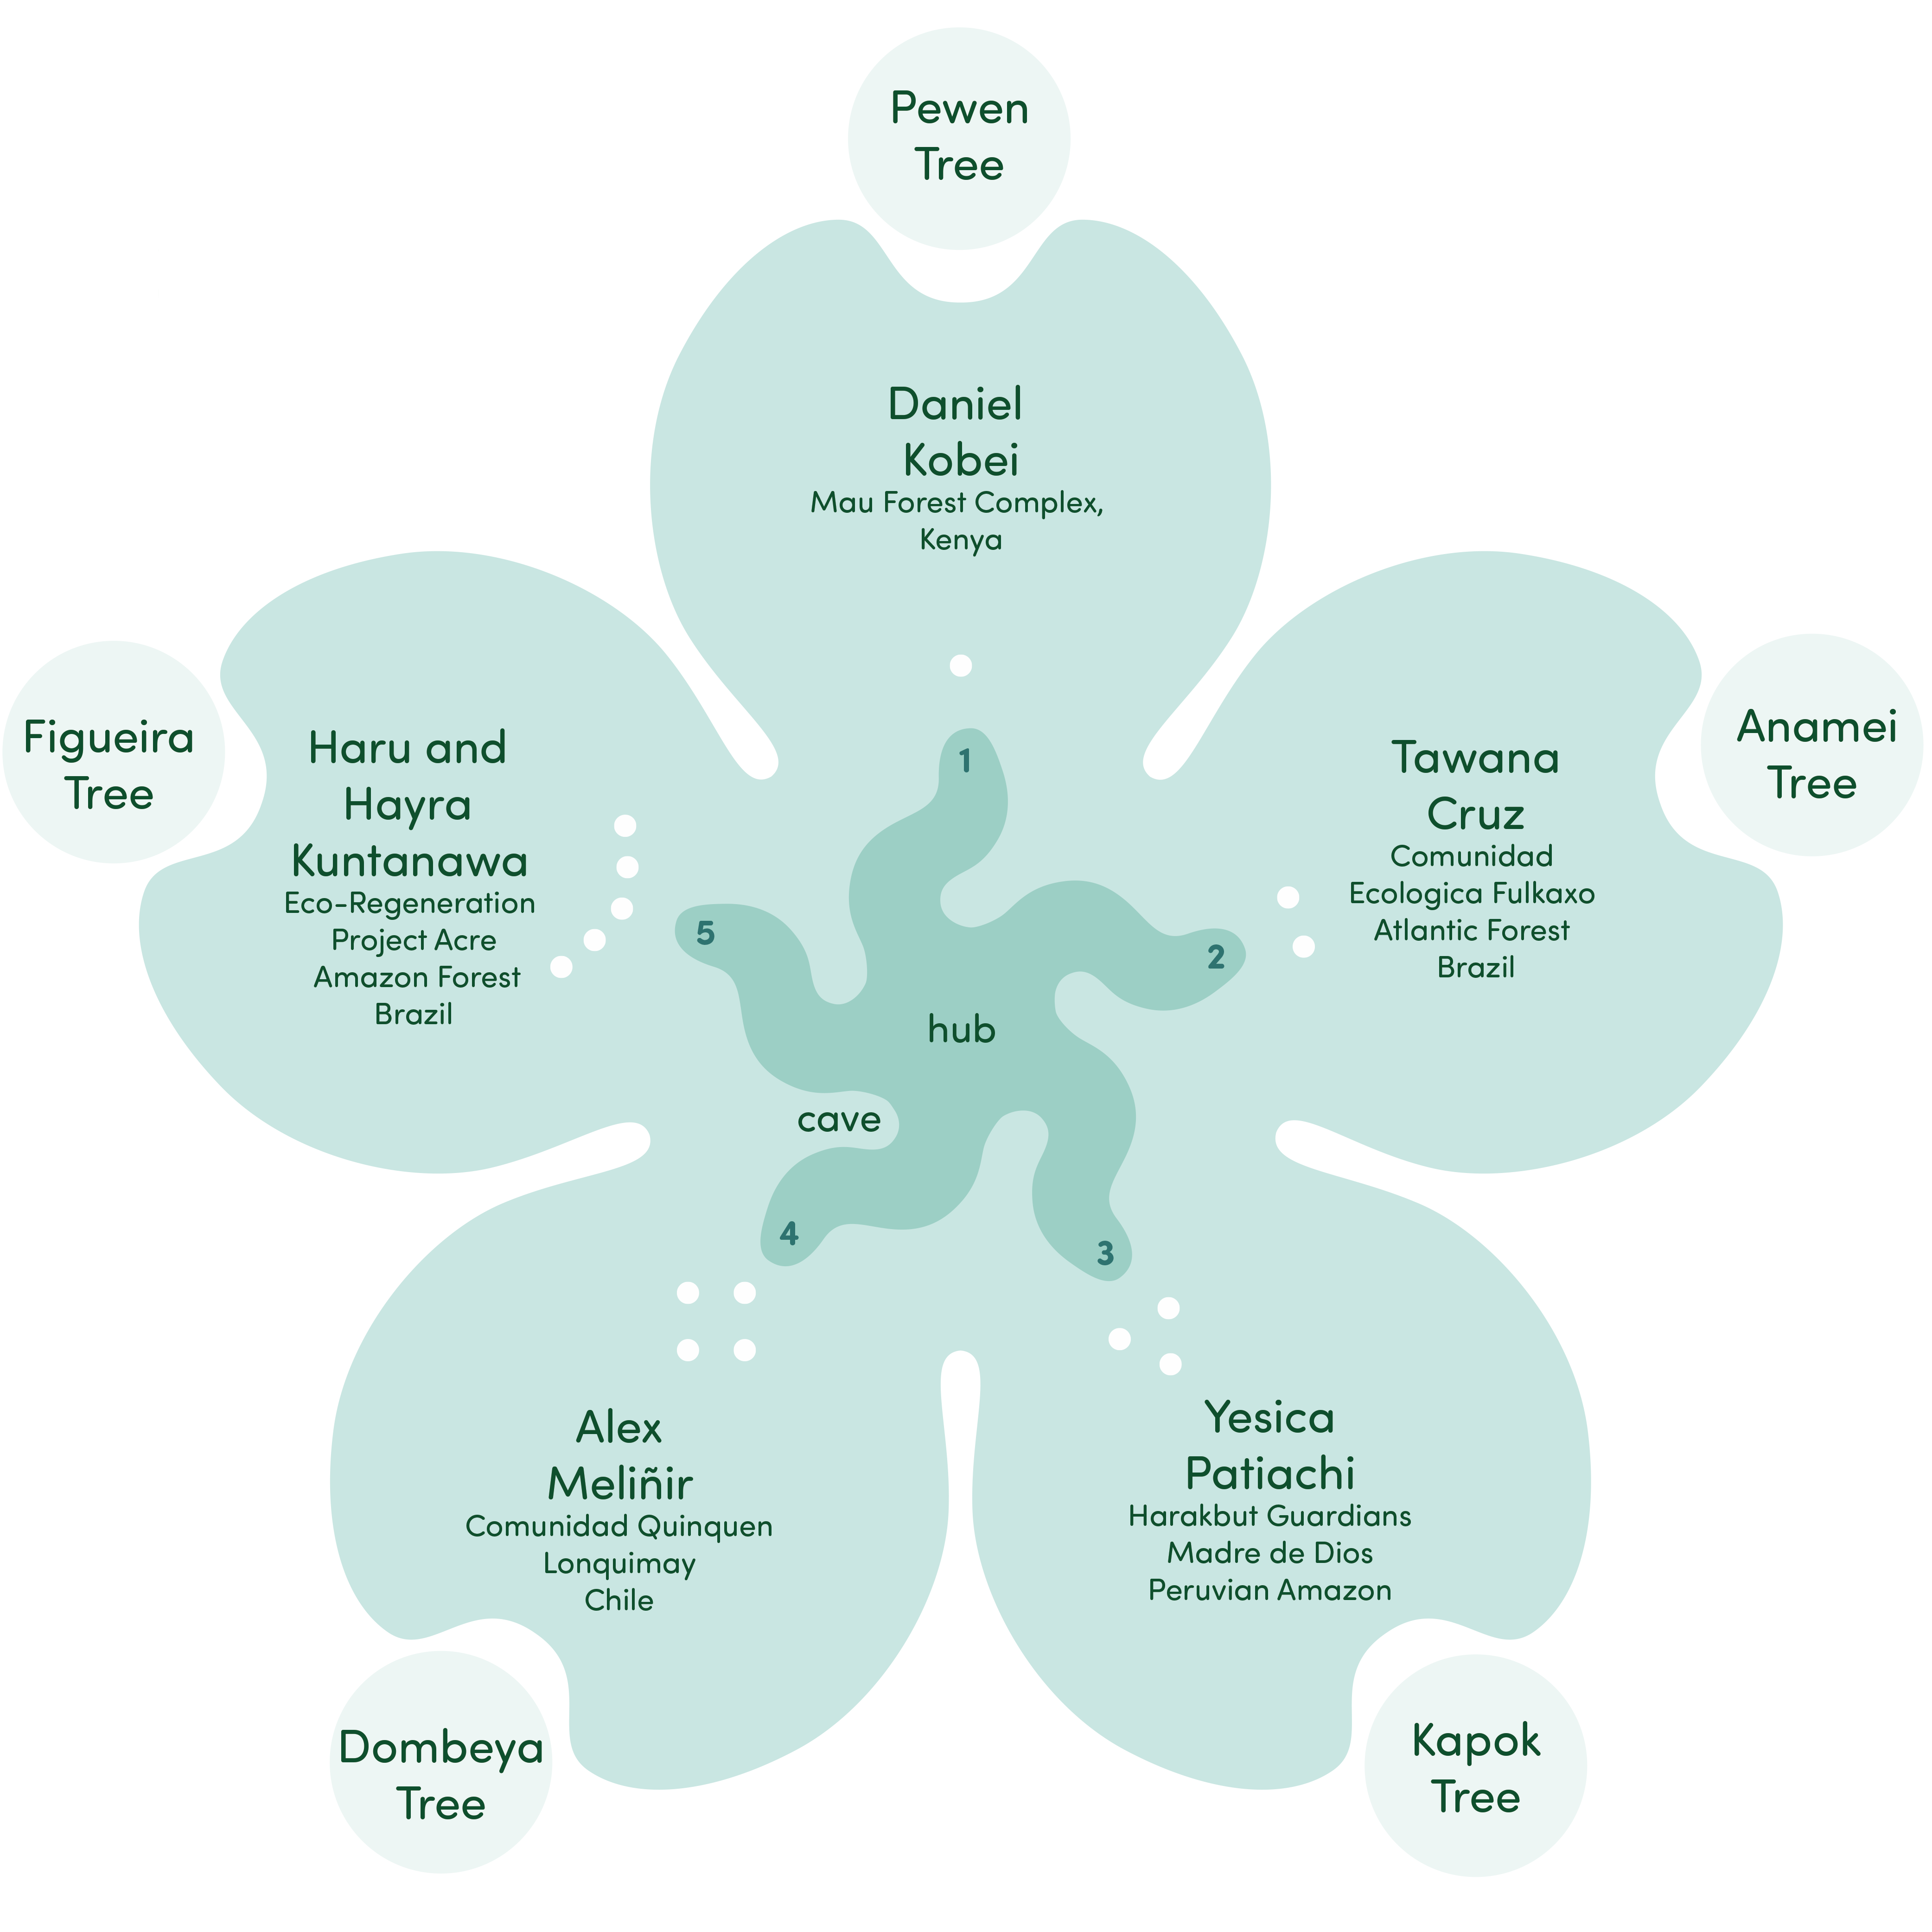 Pewen
Tree
Daniel
Kobei
Mau Forest Complex,
Kenya
1
Figueira
Tree
Haru and
Hayra
Kuntanawa
Eco-Regeneration
Project Acre
Amazon Forest
Brazil
5
Anamei
Tree
Tawana
Cruz
Comunidad
Ecologica Fulkaxo
Atlantic Forest
Brazil
2
hub
cave
4
3
Alex
Meliñir
Comunidad Quinquen
Lonquimay
Chile
Yesica
Patiachi
Harakbut Guardians
Madre de Dios
Peruvian Amazon
Dombeya
Tree
Kapok
Tree